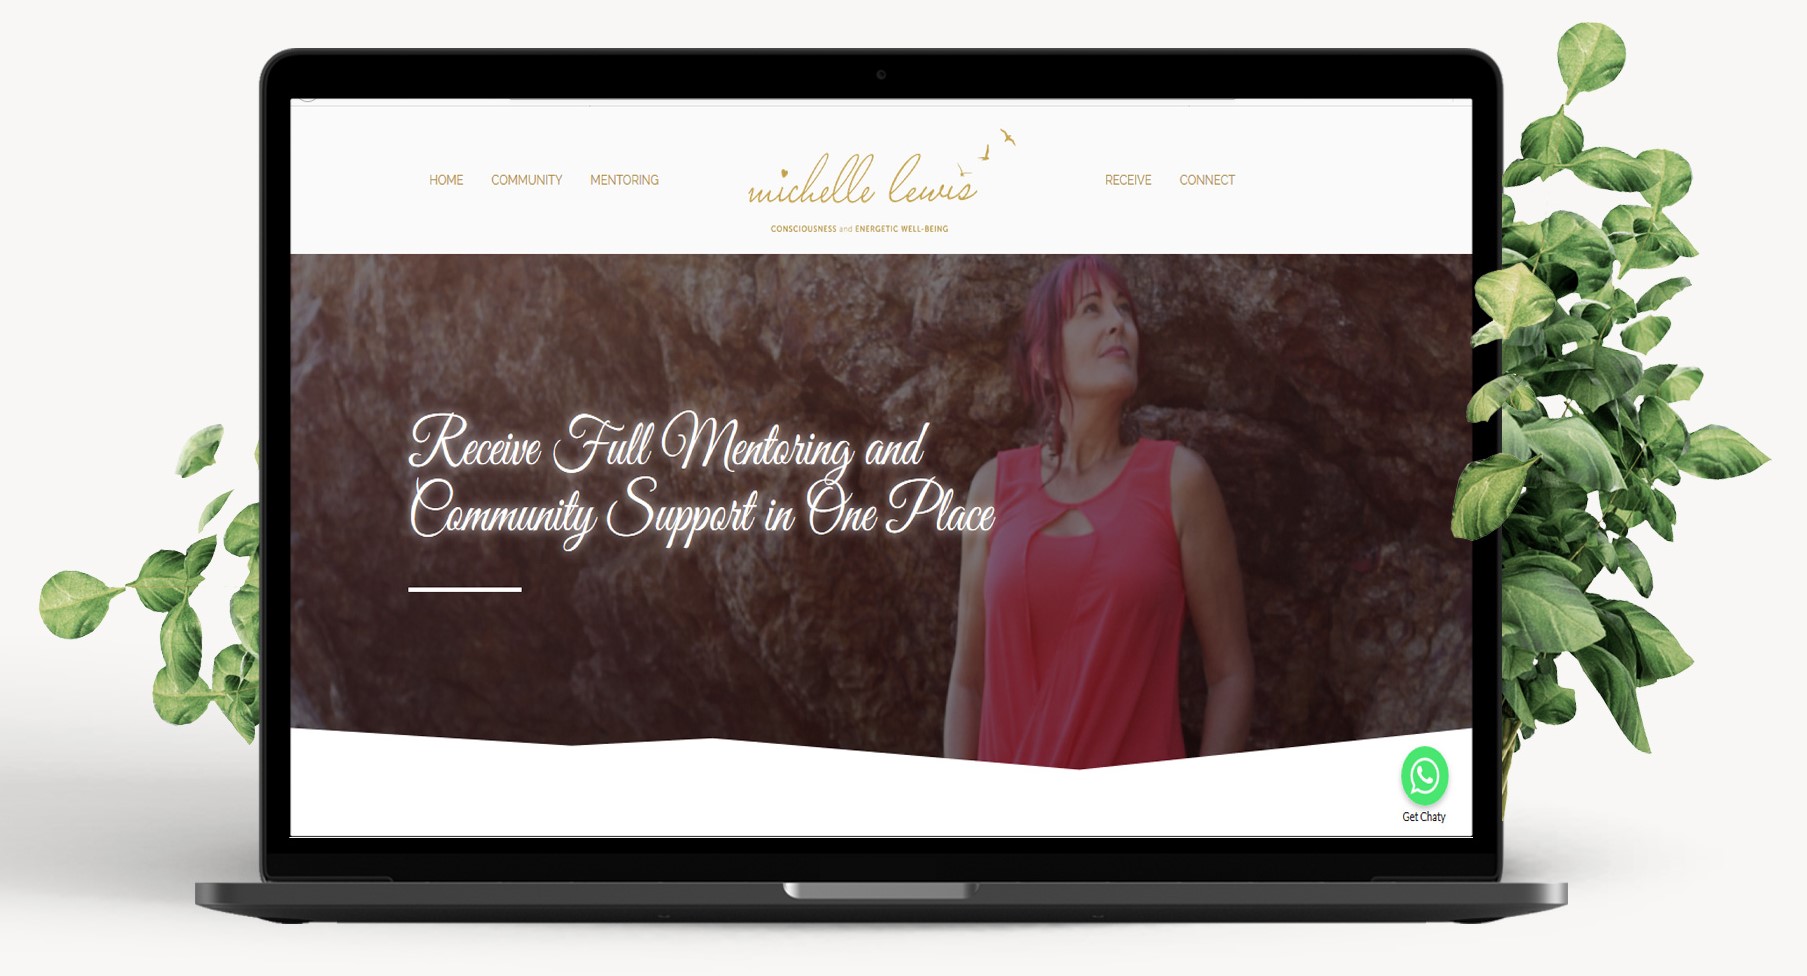 HOME
COMMUNITY
MENTORING
michelle lewis
CONSCIOUSNESS and ENERGETIC WELL-BEING
RECEIVE
CONNECT
Receive Full Mentoring and
Community Support in One Place
Get Chaty